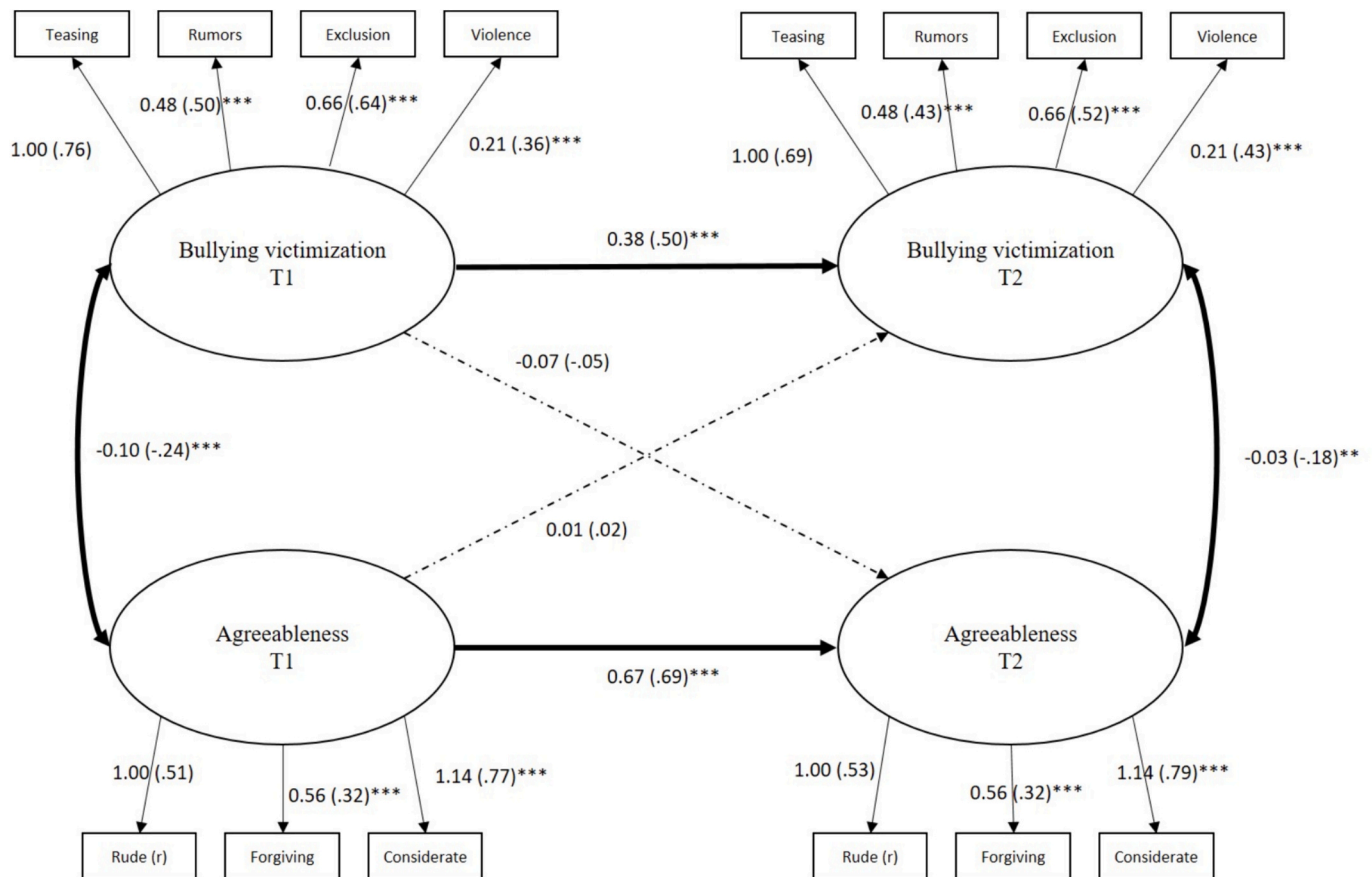 Teasing
Rumors
Exclusion
Violence
Teasing
Rumors
Exclusion
Violence
1.00 (.76)
0.48 (.50)***
0.66 (.64)***
0.21 (.36)***
1.00 (.69)
0.48 (.43)***
0.66 (.52)***
0.21 (.43)***
Bullying victimization
T1
0.38 (.50)***
Bullying victimization
T2
-0.07 (-.05)
-0.10 (-.24)***
-0.03 (-.18)**
0.01 (.02)
Agreeableness
T1
0.67 (.69)***
Agreeableness
T2
1.00 (.51)
0.56 (.32)***
1.14 (.77)***
1.00 (.53)
0.56 (.32)***
1.14 (.79)***
Rude (r)
Forgiving
Considerate
Rude (r)
Forgiving
Considerate